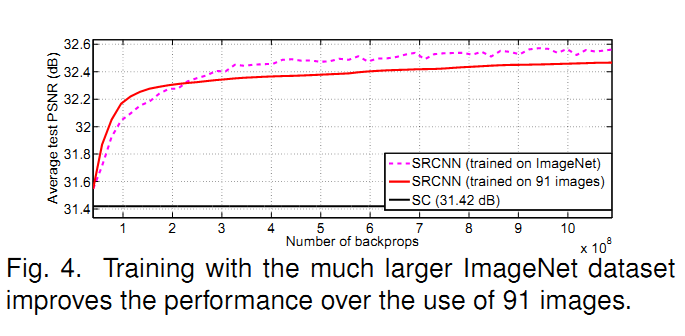 Average test PSNR (dB)
32.6
32.4
32.2
32
31.8
31.6
31.4
SRCNN (trained on ImageNet)
SRCNN (trained on 91 images)
SC (31.42 dB)
1 2 3 4 5 6 7 8 9 10
Number of backprops
x 10⁸
Fig. 4. Training with the much larger ImageNet dataset
improves the performance over the use of 91 images.